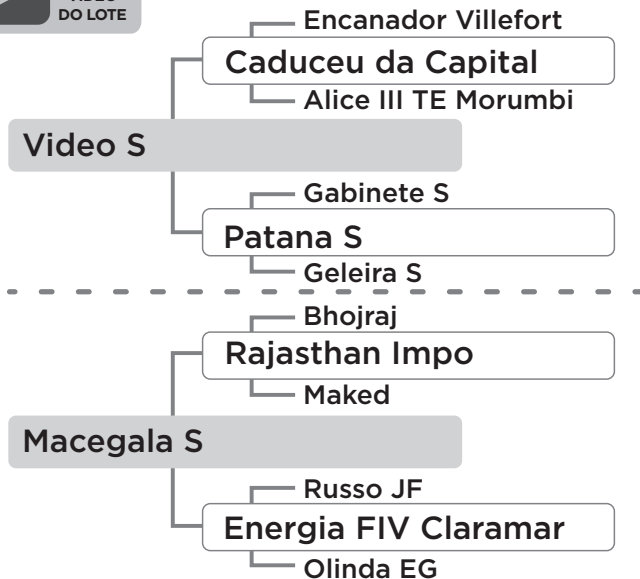 DO LOTE
Encanador Villefort
Caduceu da Capital
Alice III TE Morumbi
Video S
Gabinete S
Patana S
Geleira S
Bhojraj
Rajasthan Impo
Maked
Macegala S
Russo JF
Energia FIV Claramar
Olinda EG